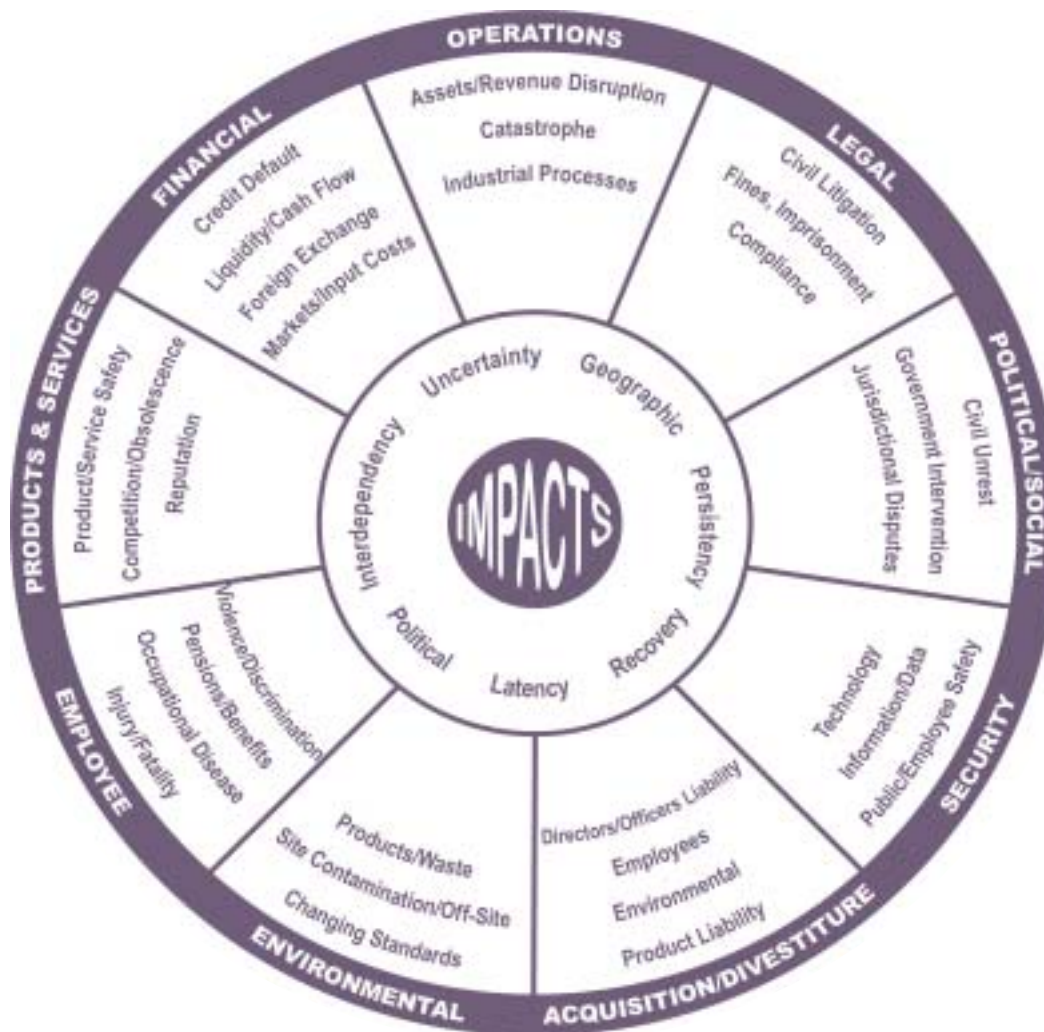 OPERATIONS
Assets/Revenue Disruption
Catastrophe
Industrial Processes
LEGAL
Civil Litigation
Fines, Imprisonment
Compliance
POLITICAL/SOCIAL
Civil Unrest
Government Intervention
Jurisdictional Disputes
SECURITY
Technology
Information/Data
Public/Employee Safety
ACQUISITION/DIVESTITURE
Directors/Officers Liability
Employees
Environmental
Product Liability
ENVIRONMENTAL
Products/Waste
Site Contamination/Off-Site
Changing Standards
EMPLOYEE
Violence/Discrimination
Pensions/Benefits
Occupational Disease
Injury/Fatality
PRODUCTS & SERVICES
Product/Service Safety
Competition/Obsolescence
Reputation
FINANCIAL
Credit Default
Liquidity/Cash Flow
Foreign Exchange
Markets/Input Costs
Uncertainty
Geographic
Persistency
Recovery
Latency
Political
Interdependency
IMPACTS